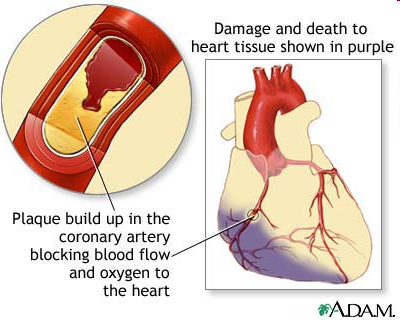 Damage and death to
heart tissue shown in purple
Plaque build up in the
coronary artery
blocking blood flow
and oxygen to
the heart
ADAM.